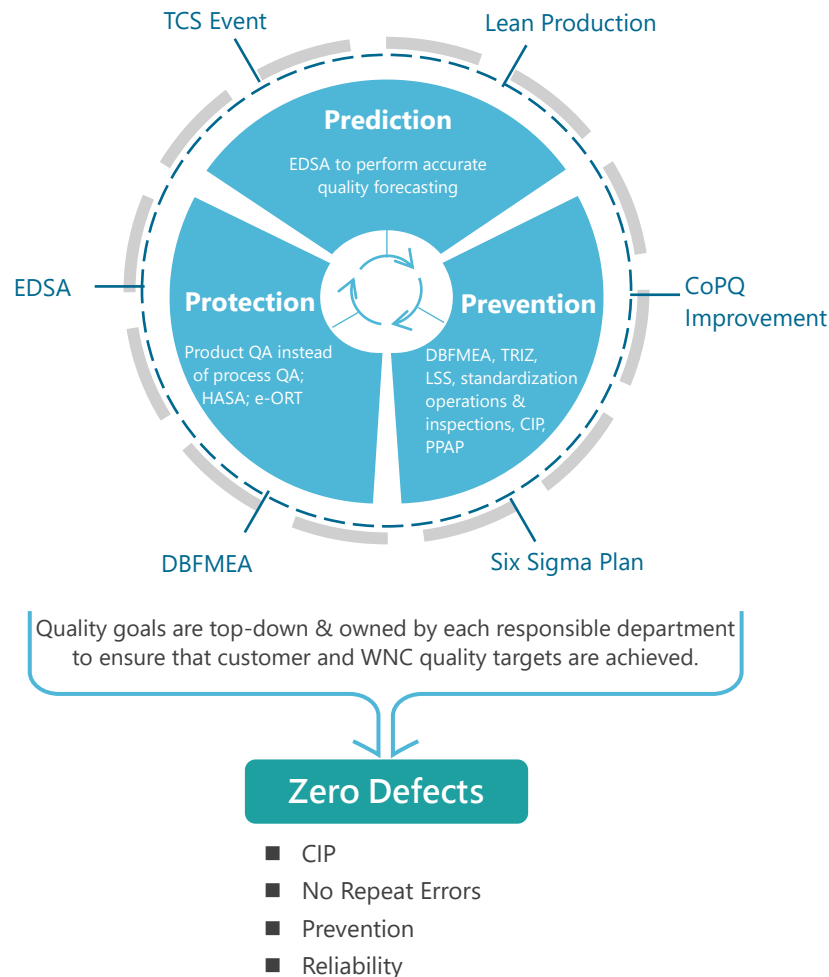 TCS Event
Lean Production
Prediction
EDSA to perform accurate
quality forecasting
EDSA
Protection
Product QA instead
of process QA;
HASA; e-ORT
Prevention
DBFMEA, TRIZ,
LSS, standardization
operations &
inspections, CIP,
PPAP
CoPQ
Improvement
DBFMEA
Six Sigma Plan
Quality goals are top-down & owned by each responsible department
to ensure that customer and WNC quality targets are achieved.
Zero Defects
■ CIP
■ No Repeat Errors
■ Prevention
■ Reliability